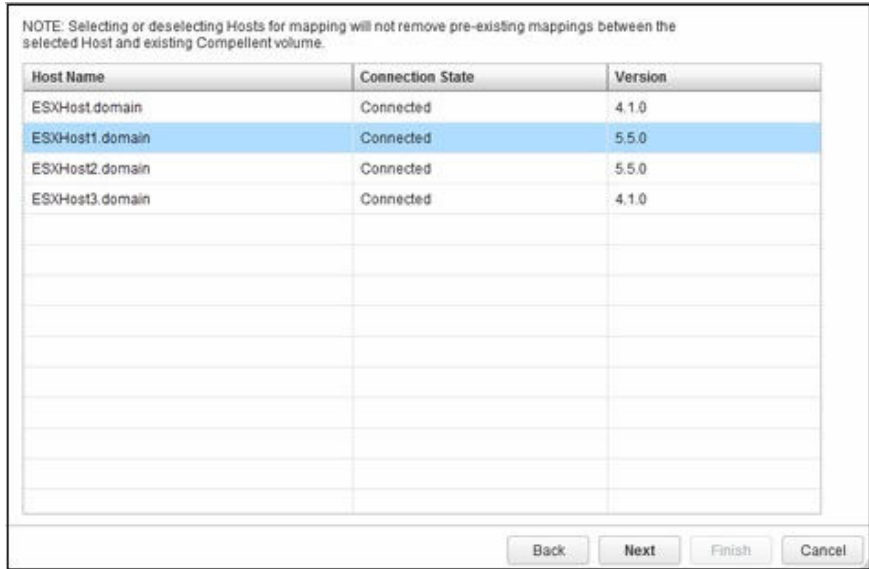 NOTE: Selecting or deselecting Hosts for mapping will not remove pre-existing mappings between the
selected Host and existing Compellent volume.
Host Name Connection State Version
ESXHost.domain Connected 4.1.0
ESXHost1.domain Connected 5.5.0
ESXHost2.domain Connected 5.5.0
ESXHost3.domain Connected 4.1.0
Back Next Finish Cancel